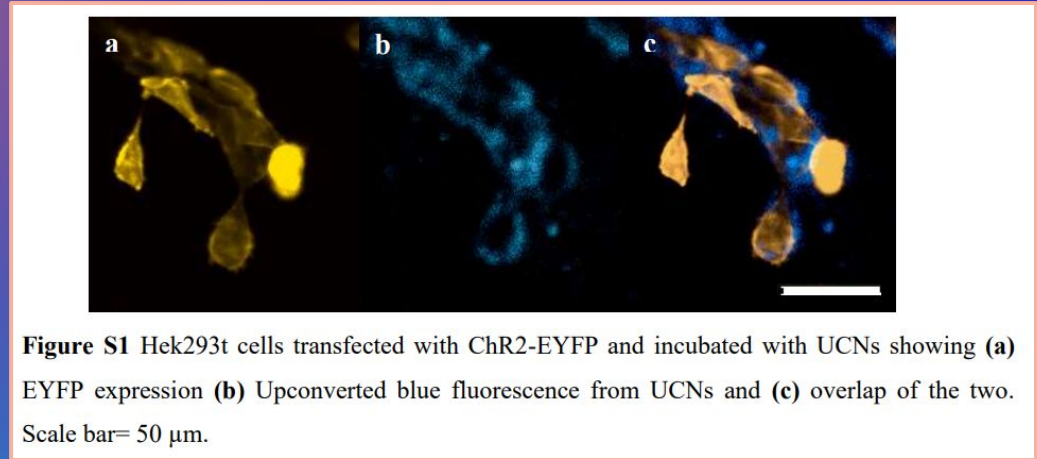 a b c
Figure S1 Hek293t cells transfected with ChR2-EYFP and incubated with UCNs showing (a)
EYFP expression (b) Upconverted blue fluorescence from UCNs and (c) overlap of the two.
Scale bar= 50 µm.